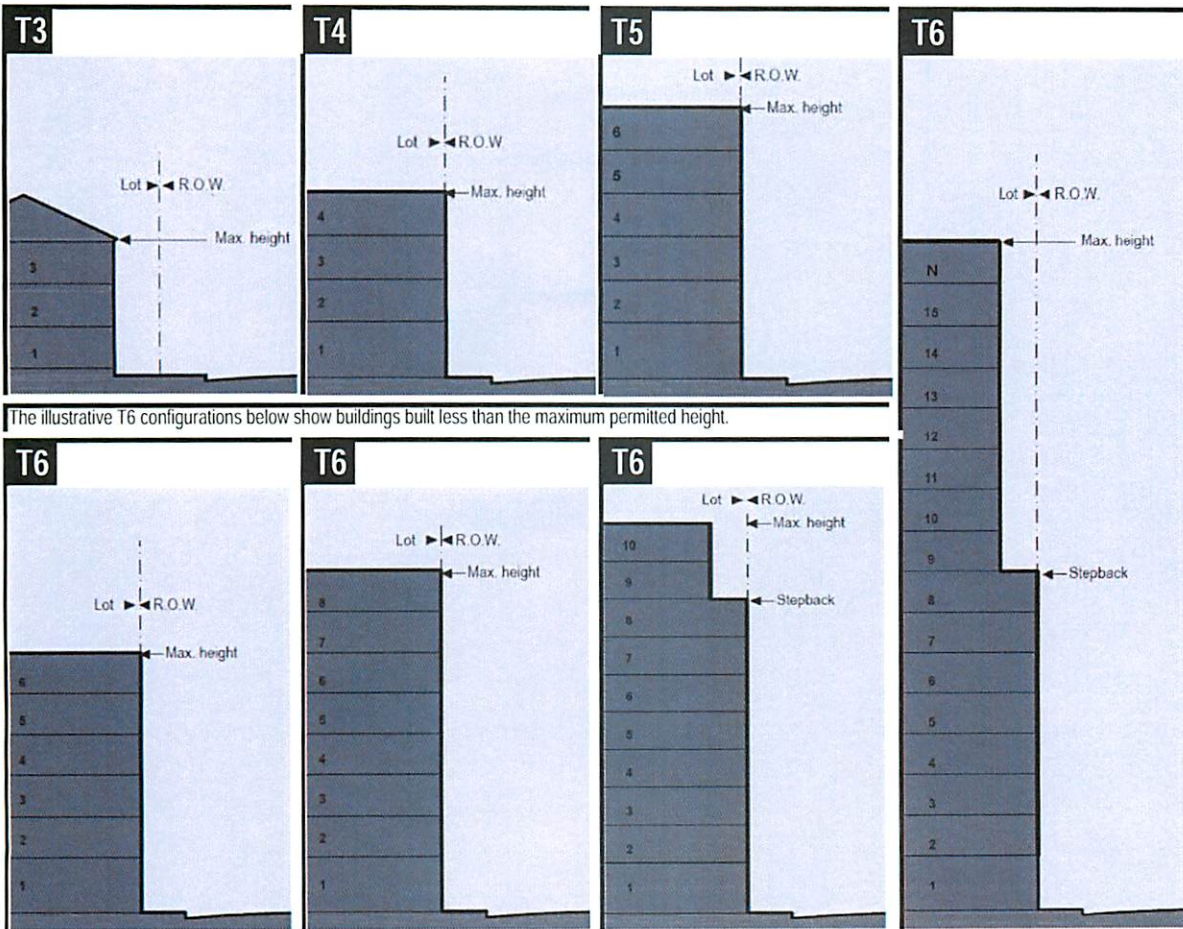 T3
Lot R.O.W.
Max. height
3
2
1
T4
Lot R.O.W.
Max. height
4
3
2
1
T5
Lot R.O.W.
Max. height
6
5
4
3
2
1
T6
Lot R.O.W.
Max. height
N
15
14
13
12
11
10
9
Stepback
8
7
6
5
4
3
2
1
The illustrative T6 configurations below show buildings built less than the maximum permitted height.
T6
Lot R.O.W.
Max. height
6
5
4
3
2
1
T6
Lot R.O.W.
Max. height
8
7
6
5
4
3
2
1
T6
Lot R.O.W.
Max. height
10
9
Stepback
8
7
6
5
4
3
2
1